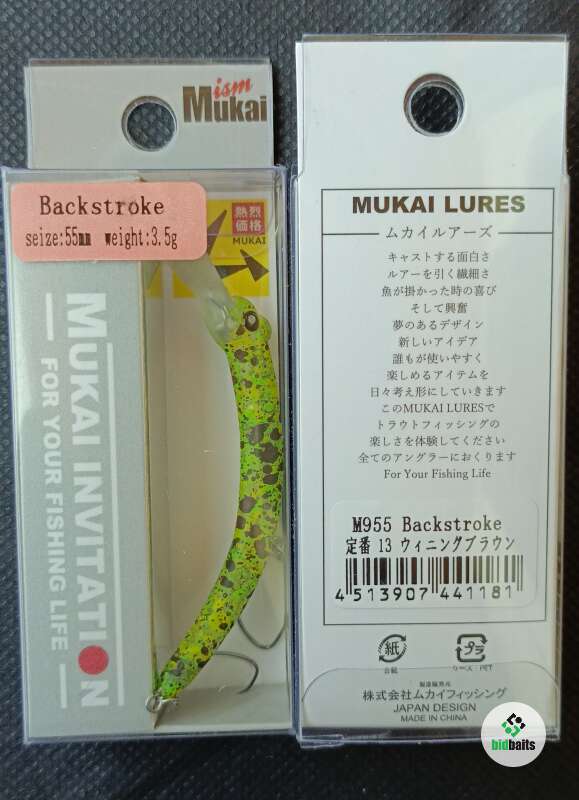 ism
Mukai
Backstroke
seize:55mm weight:3.5g
熱烈
価格
MUKAI
MUKAI INVITATION
FOR YOUR FISHING LIFE
MUKAI LURES
ムカイルアーズ
キャストする面白さ
ルアーを引く繊細さ
魚が掛かった時の喜び
そして興奮
夢のあるデザイン
新しいアイデア
誰もが使いやすく
楽しめるアイテムを
日々考え形にしていきます
このMUKAI LURESで
トラウトフィッシングの
楽しさを体験してください
全てのアングラーにおくります
For Your Fishing Life
M955 Backstroke
定番 13 ウィニングブラウン
4 513907 441181
紙
台紙
プラ
ケース:PET
製造販売元
株式会社ムカイフィッシング
JAPAN DESIGN
MADE IN CHINA
bidbaits